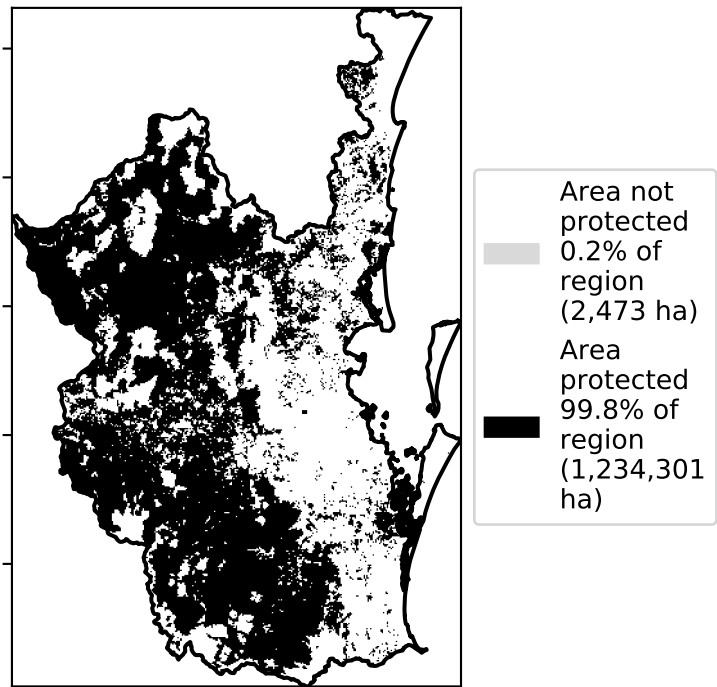 Area not
protected
0.2% of
region
(2,473 ha)
Area
protected
99.8% of
region
(1,234,301
ha)